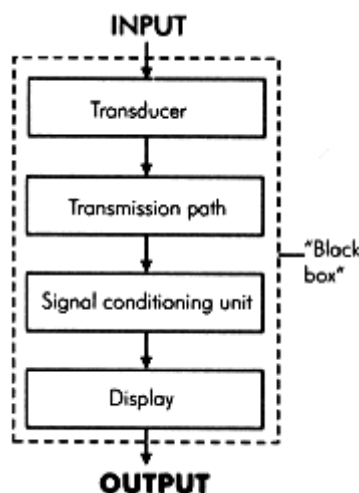 INPUT
Transducer
Transmission path
Signal conditioning unit
Display
"Black
box"
OUTPUT